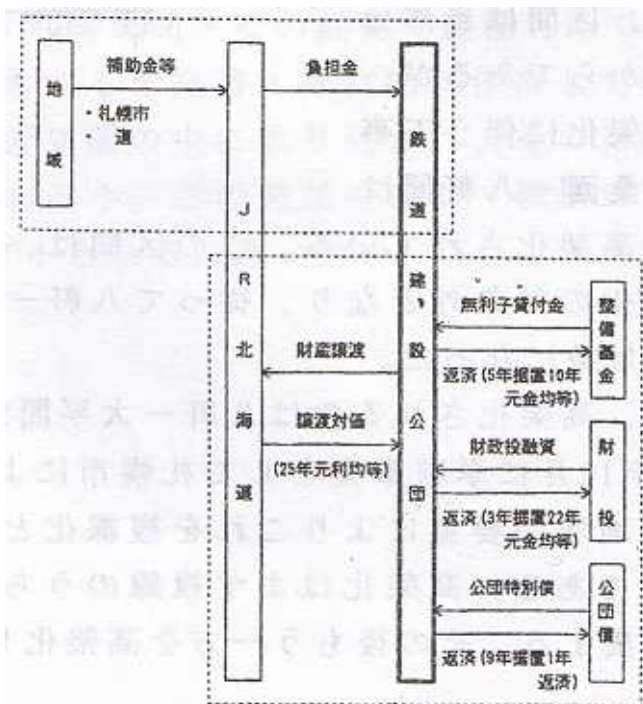 地域
補助金等
・札幌市
道
JR北海道
負担金
鉄道建設公団
無利子貸付金
整備基金
返済(5年据置10年
元金均等)
財産譲渡
譲渡対価
(25年元利均等)
財政投融資
財投
返済(3年据置22年
元金均等)
公団特別債
公団債
返済(9年据置1年
返済)